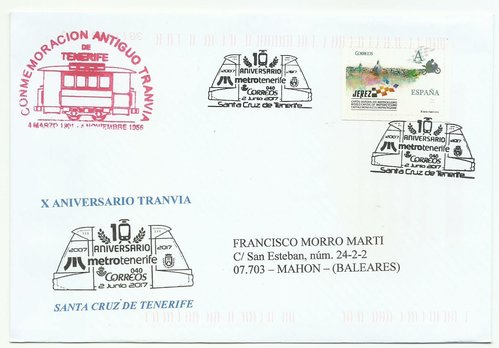 CONMEMORACION ANTIGUO TRANVIA
DE
TENERIFE
4 MARZO 1901 - NOVIEMBRE 1956
10
ANIVERSARIO
2007 2017
metrotenerife
040
CORREOS
2 Junio 2017
Santa Cruz de Tenerife
CORREOS
A
JEREZ
ESPAÑA
10
ANIVERSARIO
2007 2017
metrotenerife
040
CORREOS
2 Junio 2017
Santa Cruz de Tenerife
X ANIVERSARIO TRANVIA
10
ANIVERSARIO
2007 2017
metrotenerife
040
CORREOS
2 Junio 2017
SANTA CRUZ DE TENERIFE
FRANCISCO MORRO MARTI
C/ San Esteban, núm. 24-2-2
07.703 – MAHON – (BALEARES)